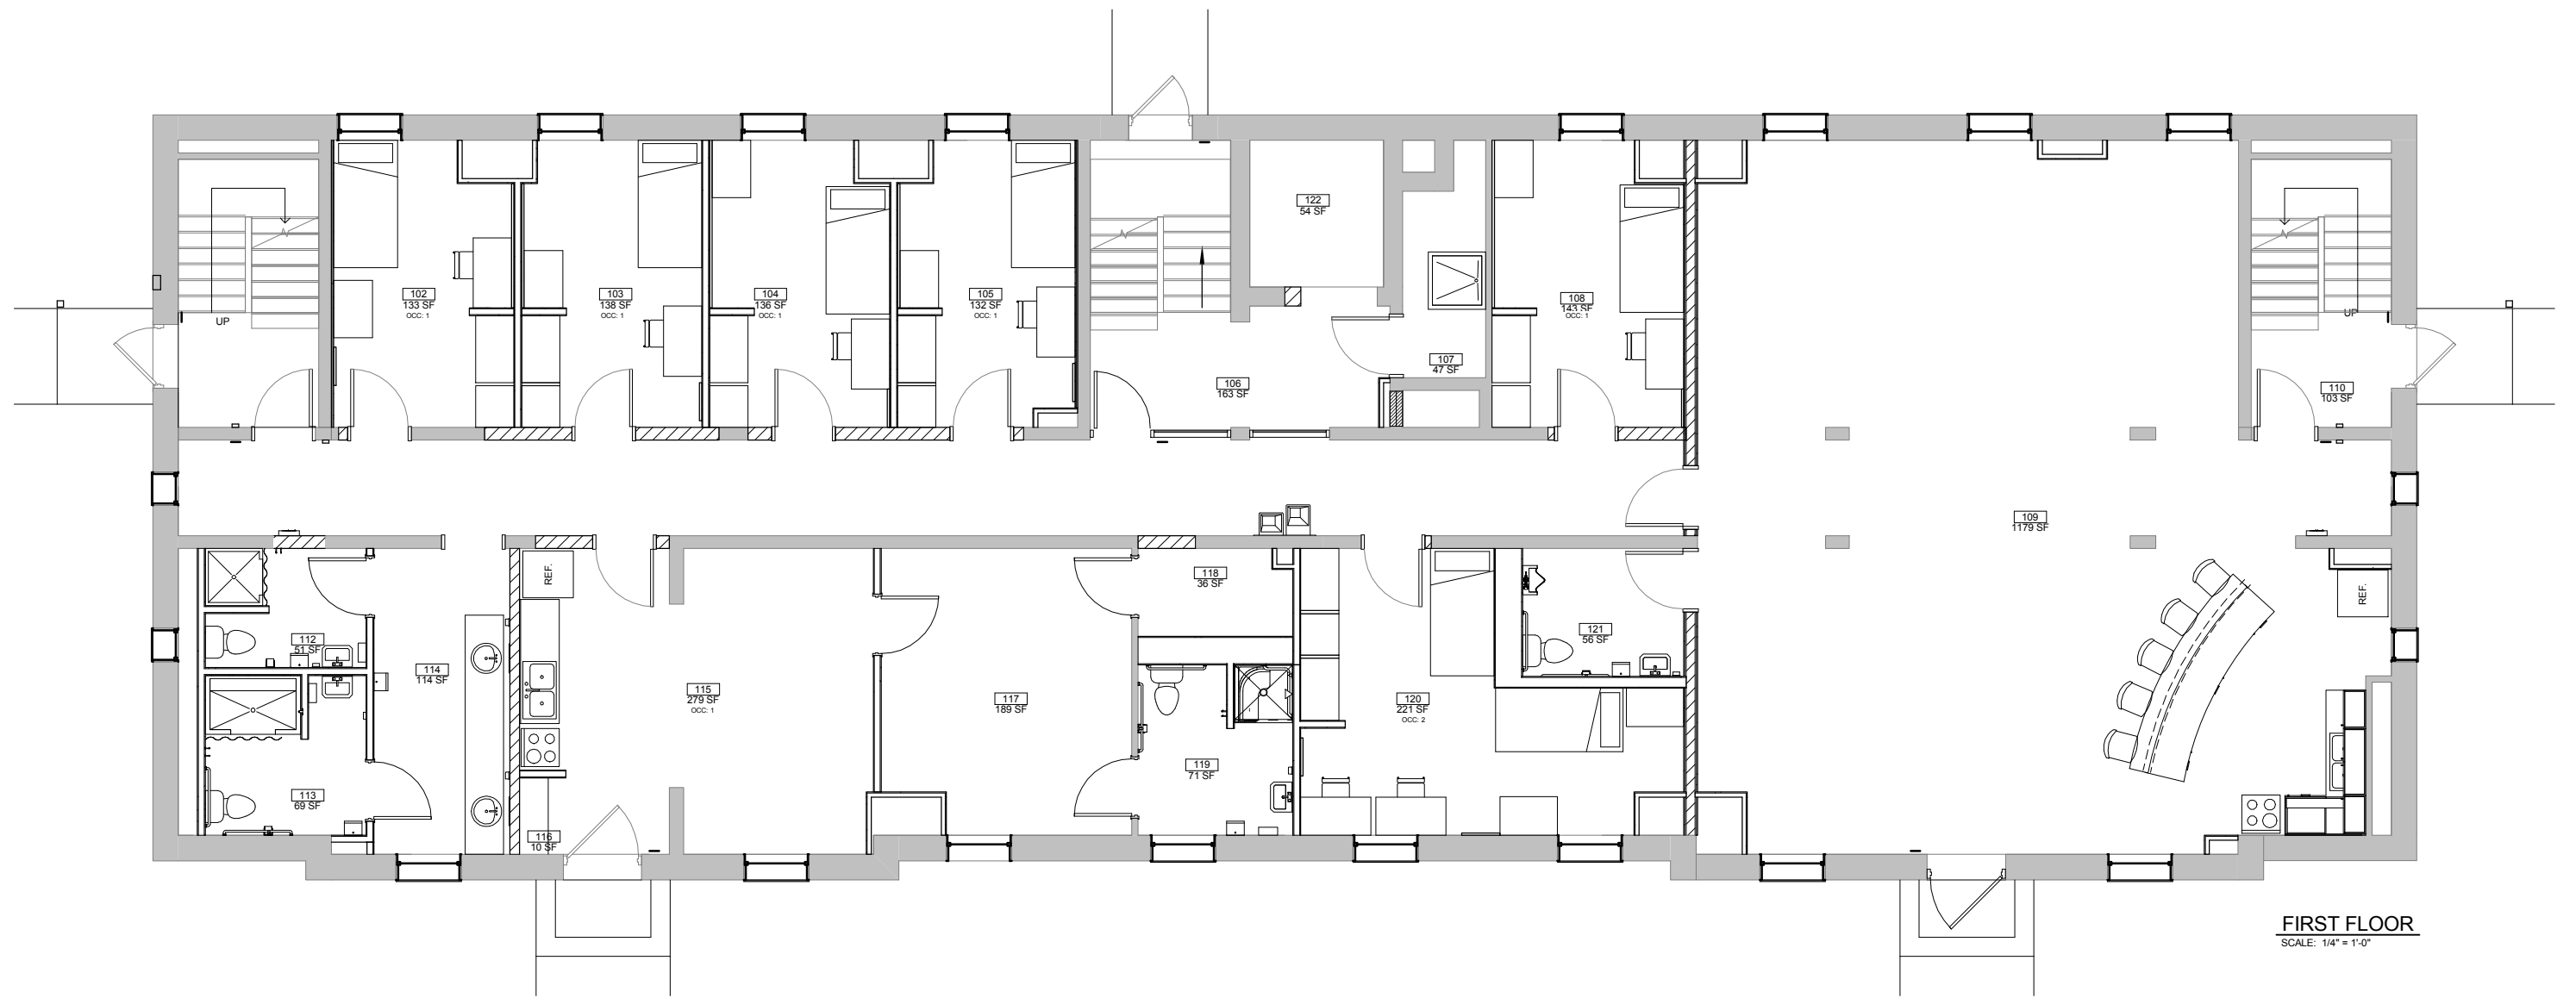 122
54 SF
102
133 SF
OCC: 1
103
138 SF
OCC: 1
104
136 SF
OCC: 1
105
132 SF
OCC: 1
108
143 SF
OCC: 1
UP
UP
107
47 SF
106
163 SF
110
103 SF
109
1179 SF
REF.
118
36 SF
REF.
112
51 SF
121
56 SF
114
114 SF
115
279 SF
OCC: 1
117
189 SF
120
221 SF
OCC: 2
119
71 SF
113
69 SF
116
10 SF
FIRST FLOOR
SCALE: 1/4" = 1'-0"